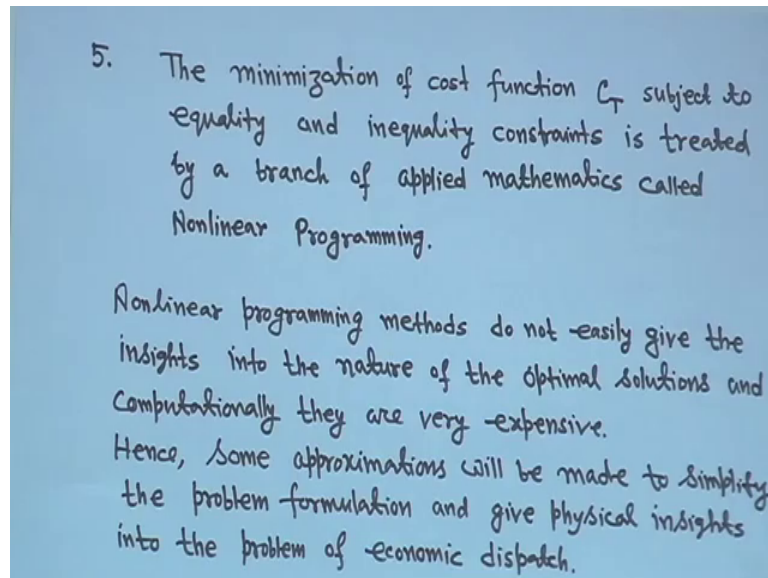 5. The minimization of cost function C_T subject to
equality and inequality constraints is treated
by a branch of applied mathematics called
Nonlinear Programming.
Nonlinear programming methods do not easily give the
insights into the nature of the optimal solutions and
computationally they are very expensive.
Hence, some approximations will be made to simplify
the problem formulation and give physical insights
into the problem of economic dispatch.